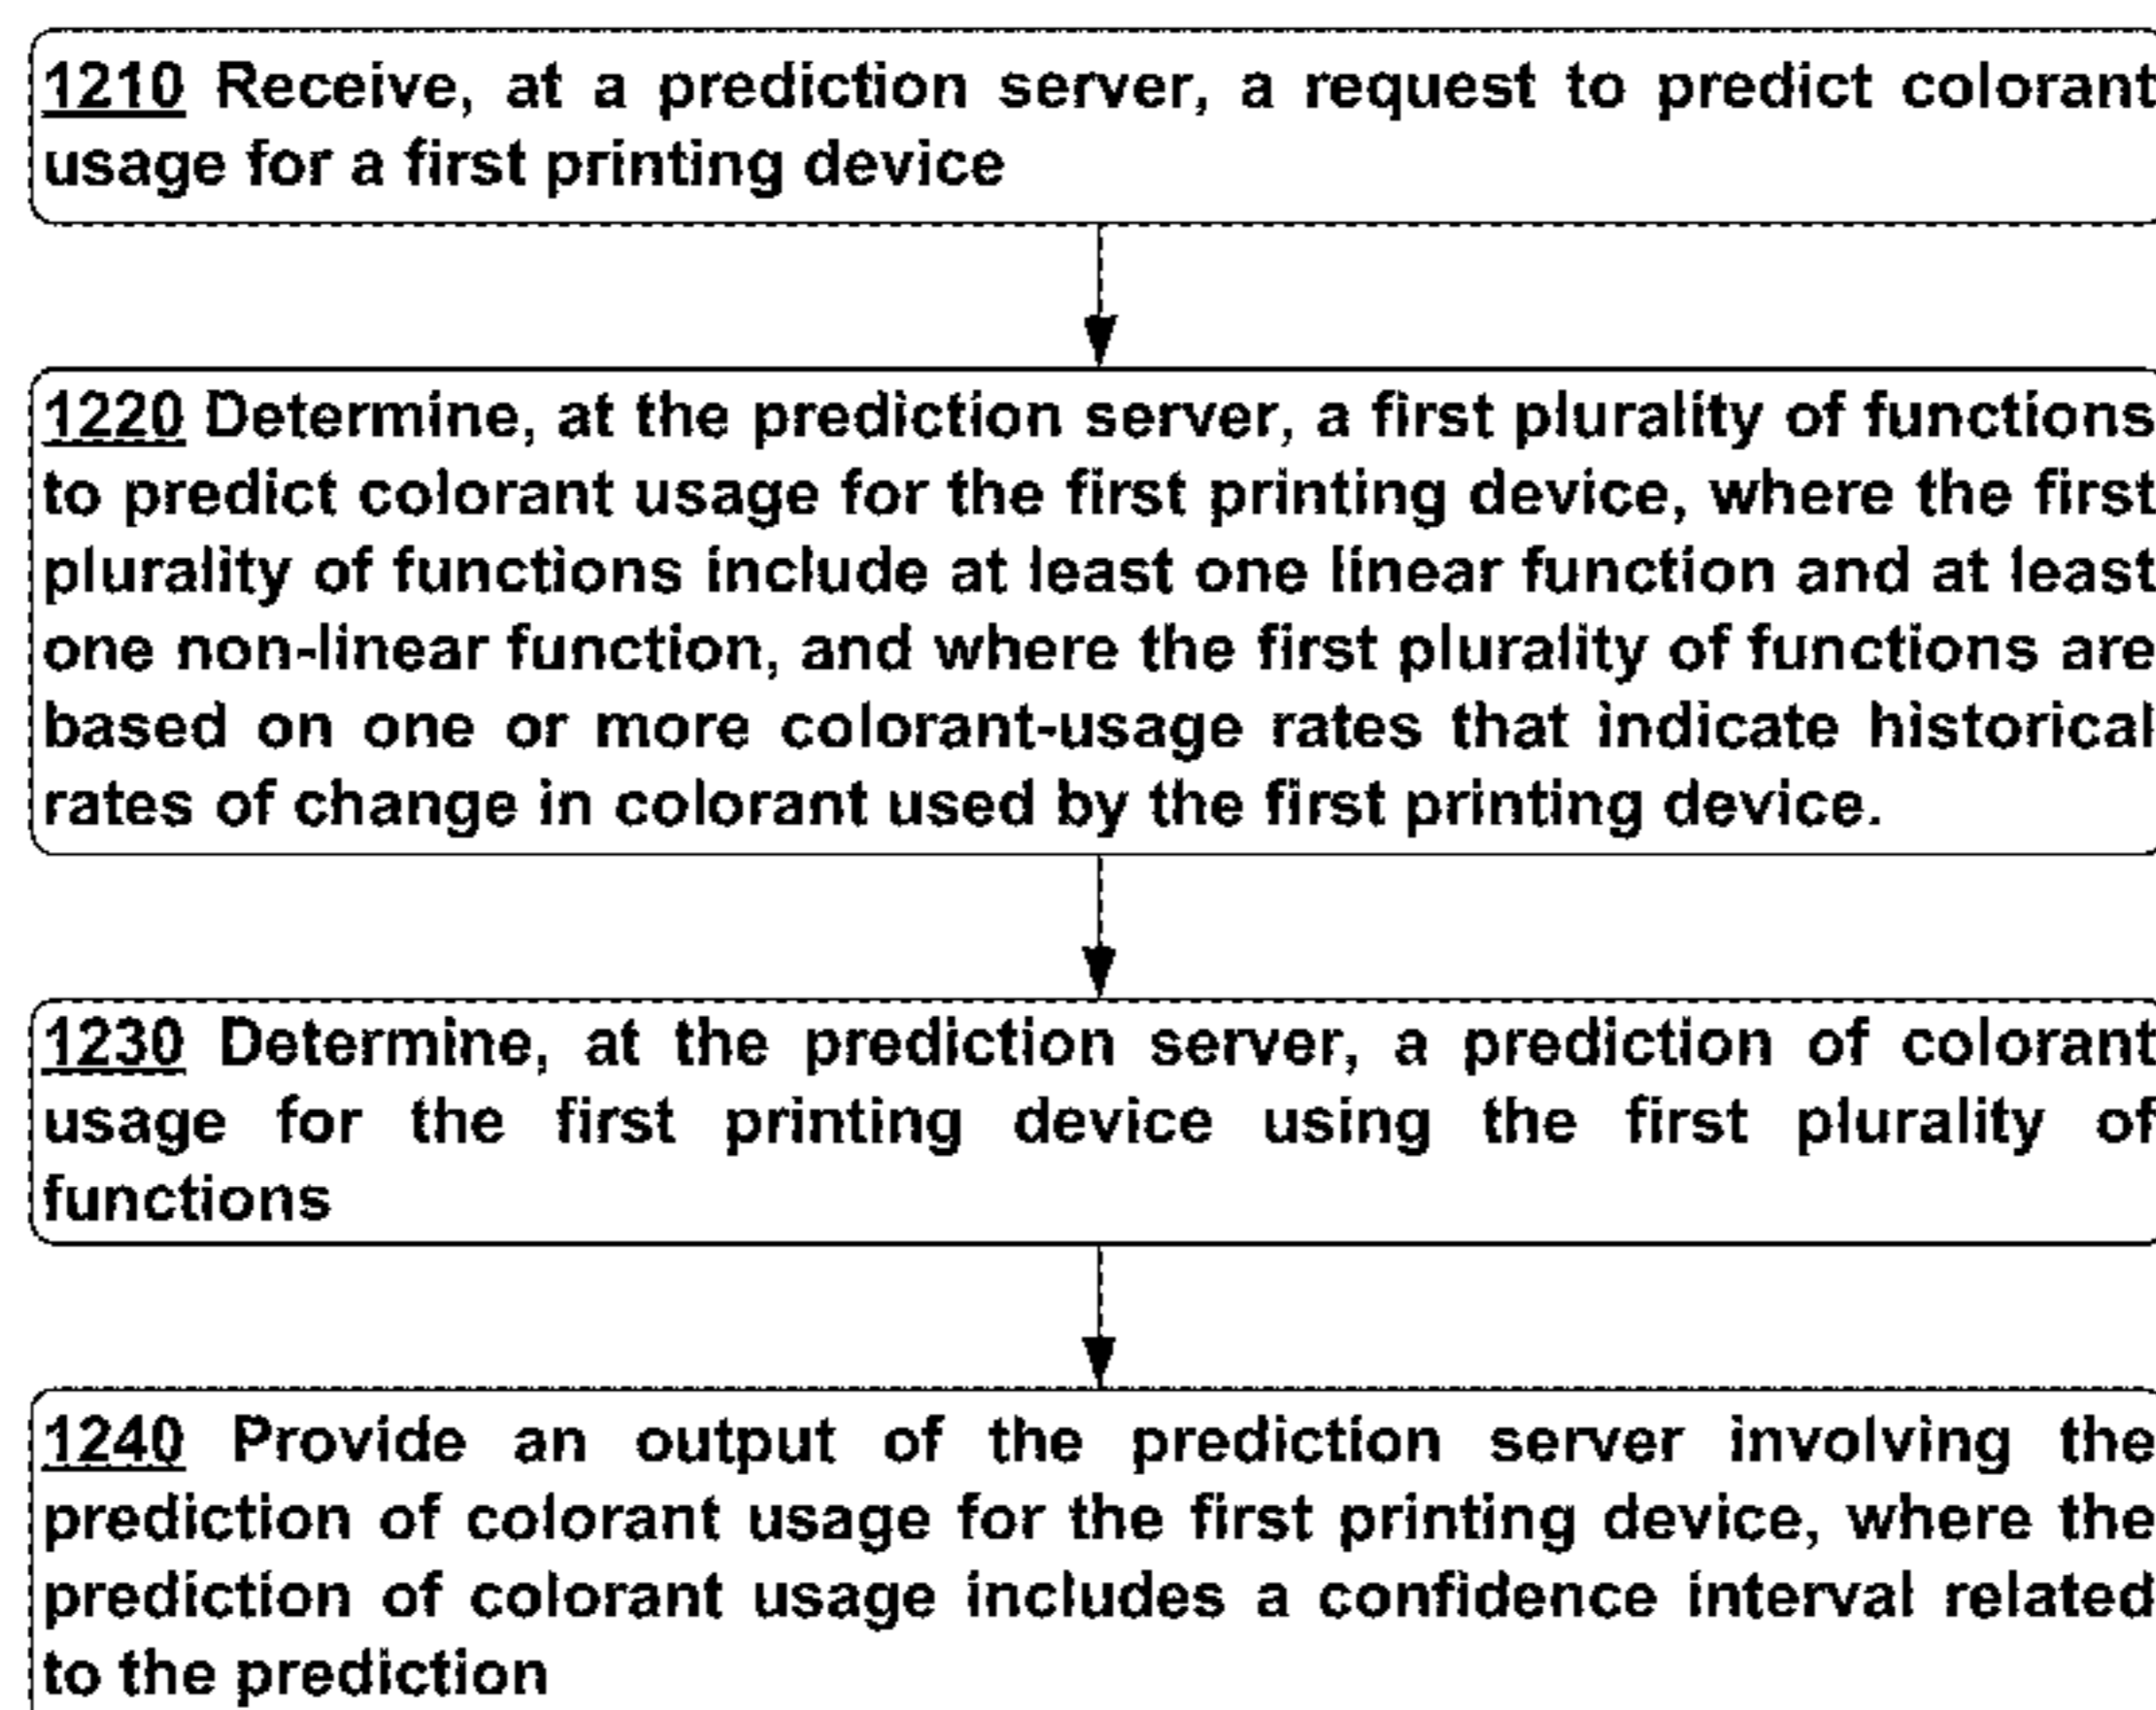 1210 Receive, at a prediction server, a request to predict colorant
usage for a first printing device
1220 Determine, at the prediction server, a first plurality of functions
to predict colorant usage for the first printing device, where the first
plurality of functions include at least one linear function and at least
one non-linear function, and where the first plurality of functions are
based on one or more colorant-usage rates that indicate historical
rates of change in colorant used by the first printing device.
1230 Determine, at the prediction server, a prediction of colorant
usage for the first printing device using the first plurality of
functions
1240 Provide an output of the prediction server involving the
prediction of colorant usage for the first printing device, where the
prediction of colorant usage includes a confidence interval related
to the prediction